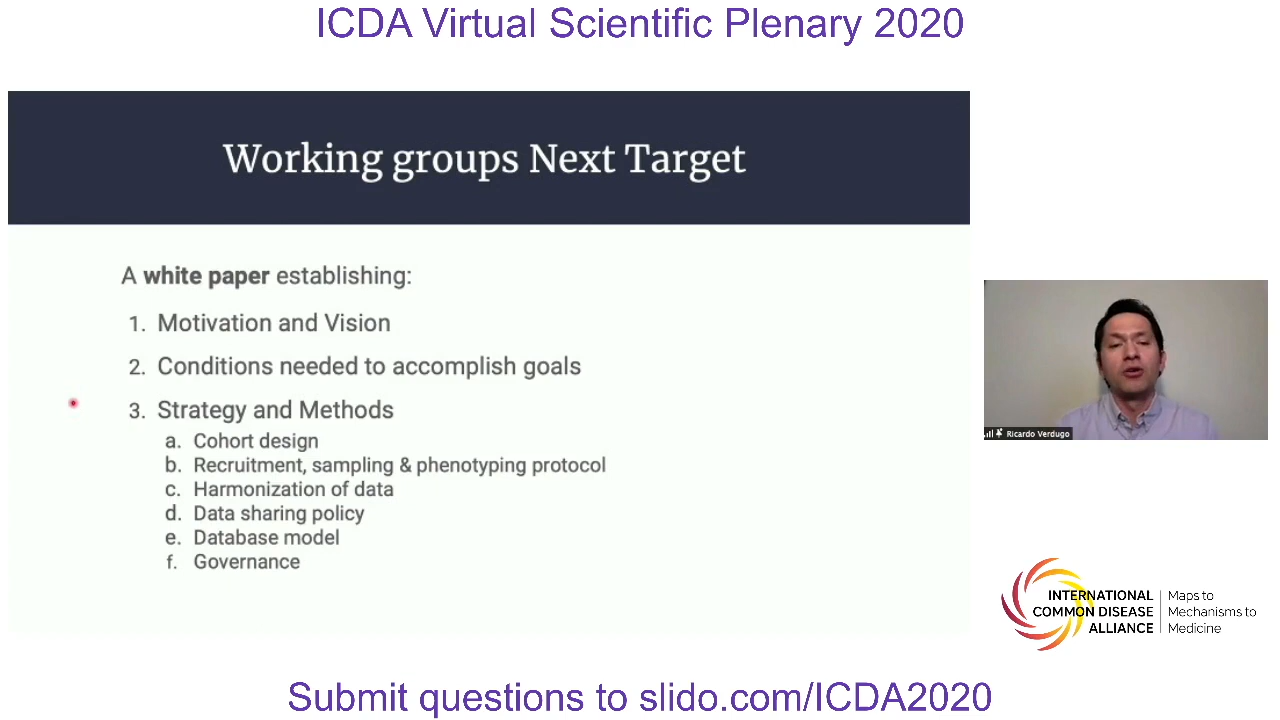 ICDA Virtual Scientific Plenary 2020
Working groups Next Target
A white paper establishing:
1. Motivation and Vision
2. Conditions needed to accomplish goals
3. Strategy and Methods
a. Cohort design
b. Recruitment, sampling & phenotyping protocol
c. Harmonization of data
d. Data sharing policy
e. Database model
f. Governance
Ricardo Verdugo
INTERNATIONAL
COMMON DISEASE
ALLIANCE
Maps to
Mechanisms to
Medicine
Submit questions to slido.com/ICDA2020